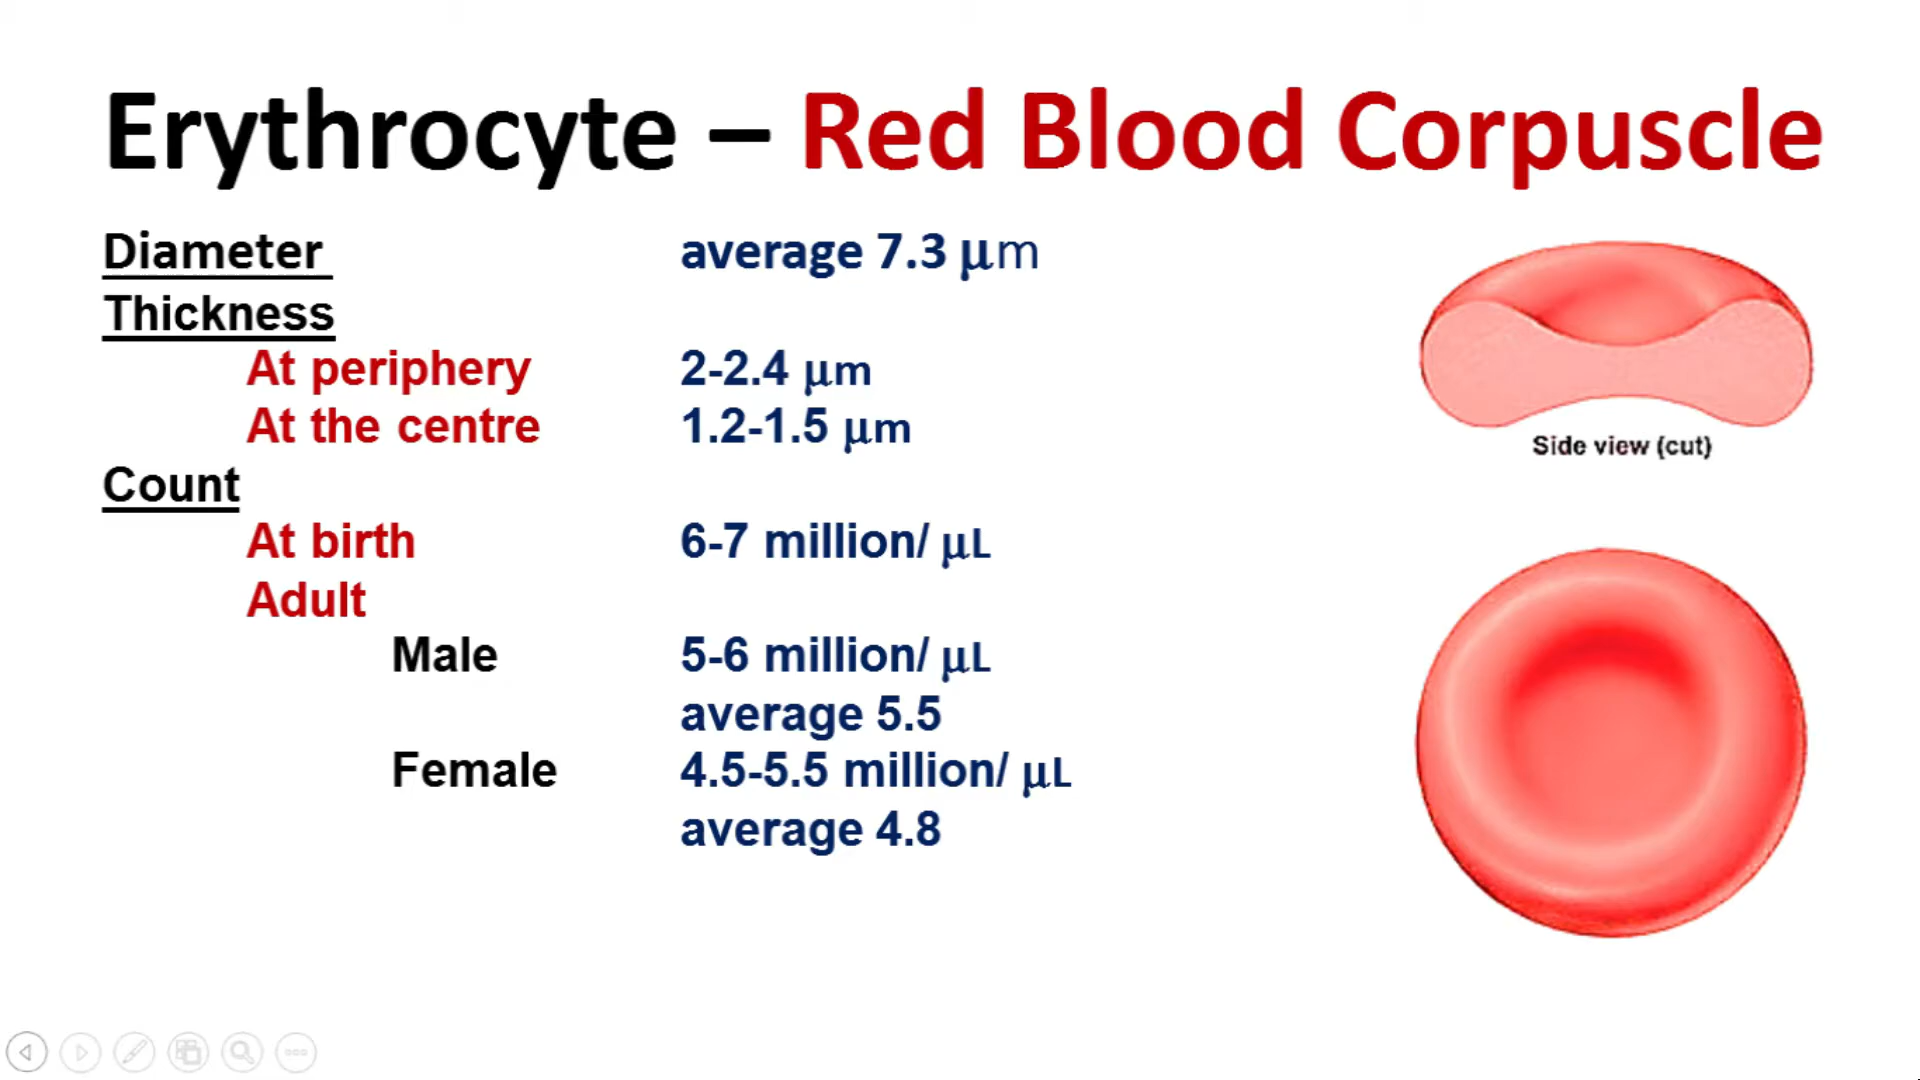 Erythrocyte – Red Blood Corpuscle
Diameter average 7.3 μm
Thickness
At periphery 2-2.4 μm
At the centre 1.2-1.5 μm
Count
At birth 6-7 million/ μL
Adult
Male 5-6 million/ μL
average 5.5
Female 4.5-5.5 million/ μL
average 4.8
Side view (cut)